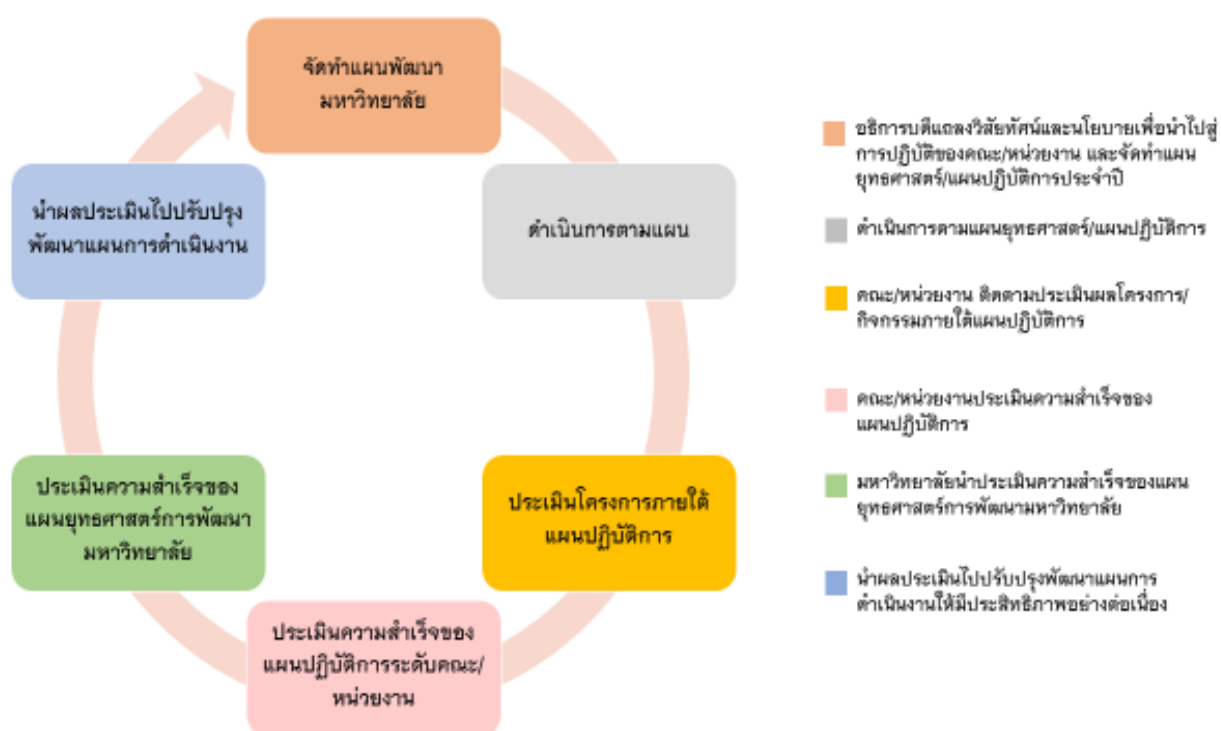 จัดทำแผนพัฒนา
มหาวิทยาลัย
ดำเนินการตามแผน
ประเมินโครงการภายใต้
แผนปฏิบัติการ
ประเมินความสำเร็จของ
แผนปฏิบัติการระดับคณะ/
หน่วยงาน
ประเมินความสำเร็จของ
แผนยุทธศาสตร์การพัฒนา
มหาวิทยาลัย
นำผลประเมินไปปรับปรุง
พัฒนาแผนการดำเนินงาน
อธิการบดีแถลงวิสัยทัศน์และนโยบายเพื่อนำไปสู่
การปฏิบัติของคณะ/หน่วยงาน และจัดทำแผน
ยุทธศาสตร์/แผนปฏิบัติการประจำปี
ดำเนินการตามแผนยุทธศาสตร์/แผนปฏิบัติการ
คณะ/หน่วยงาน ติดตามประเมินผลโครงการ/
กิจกรรมภายใต้แผนปฏิบัติการ
คณะ/หน่วยงานประเมินความสำเร็จของ
แผนปฏิบัติการ
มหาวิทยาลัยนำประเมินความสำเร็จของแผน
ยุทธศาสตร์การพัฒนามหาวิทยาลัย
นำผลประเมินไปปรับปรุงพัฒนาแผนการ
ดำเนินงานให้มีประสิทธิภาพอย่างต่อเนื่อง